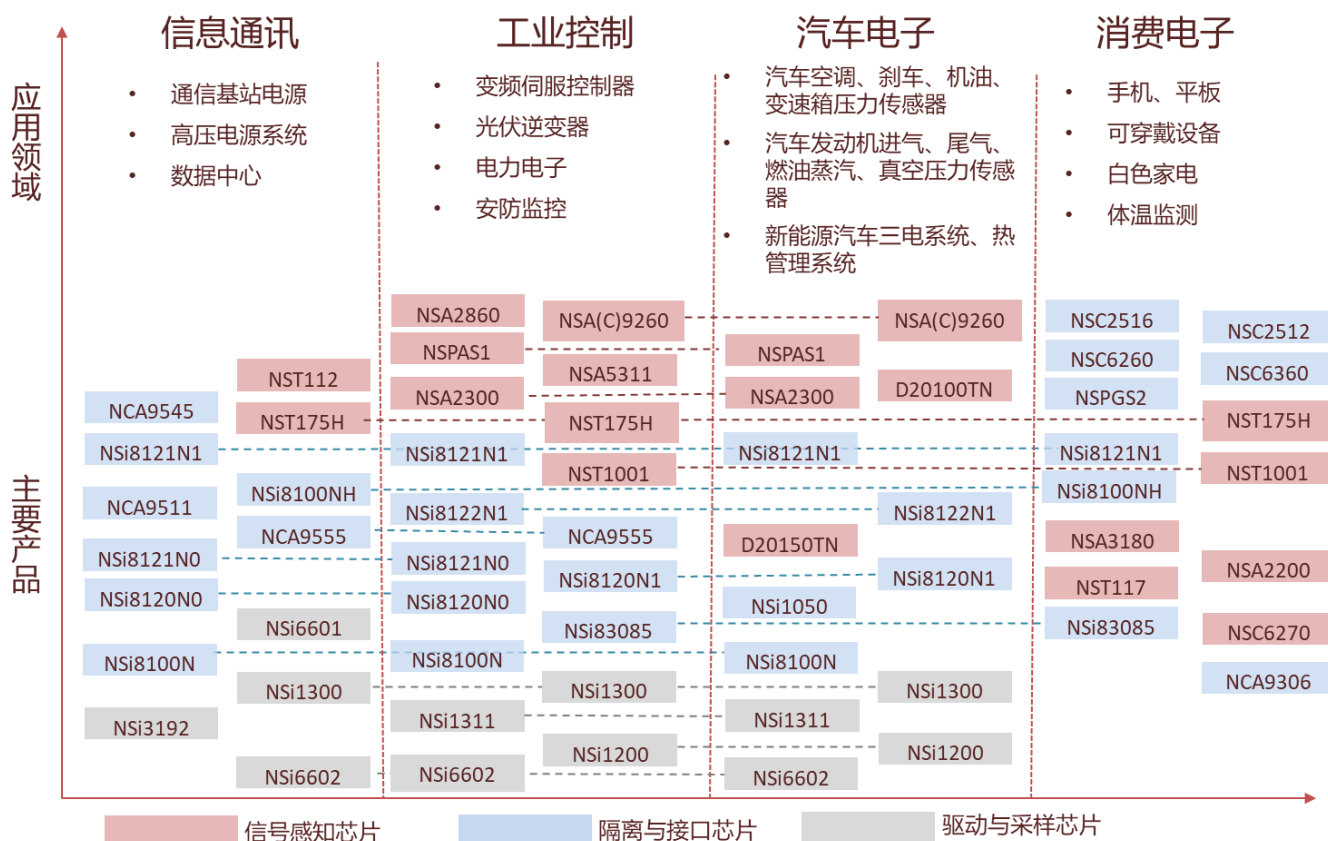 信息通讯
工业控制
汽车电子
消费电子
应用领域
• 通信基站电源
• 高压电源系统
• 数据中心
• 变频伺服控制器
• 光伏逆变器
• 电力电子
• 安防监控
• 汽车空调、刹车、机油、
变速箱压力传感器
• 汽车发动机进气、尾气、
燃油蒸汽、真空压力传感
器
• 新能源汽车三电系统、热
管理系统
• 手机、平板
• 可穿戴设备
• 白色家电
• 体温监测
主要产品
NST112
NCA9545
NST175H
NSi8121N1
NSi8100NH
NCA9511
NCA9555
NSi8121N0
NSi8120N0
NSi6601
NSi8100N
NSi1300
NSi3192
NSi6602
NSA2860
NSA(C)9260
NSPAS1
NSA5311
NSA2300
NST175H
NSi8121N1
NST1001
NSi8122N1
NCA9555
NSi8121N0
NSi8120N1
NSi8120N0
NSi83085
NSi8100N
NSi1300
NSi1311
NSi1200
NSi6602
NSA(C)9260
NSPAS1
D20100TN
NSA2300
NSi8121N1
NSi8122N1
D20150TN
NSi8120N1
NSi1050
NSi8100N
NSi1300
NSi1311
NSi1200
NSi6602
NSC2516
NSC2512
NSC6260
NSC6360
NSPGS2
NST175H
NSi8121N1
NST1001
NSi8100NH
NSA3180
NSA2200
NST117
NSi83085
NSC6270
NCA9306
信号感知芯片
隔离与接口芯片
驱动与采样芯片